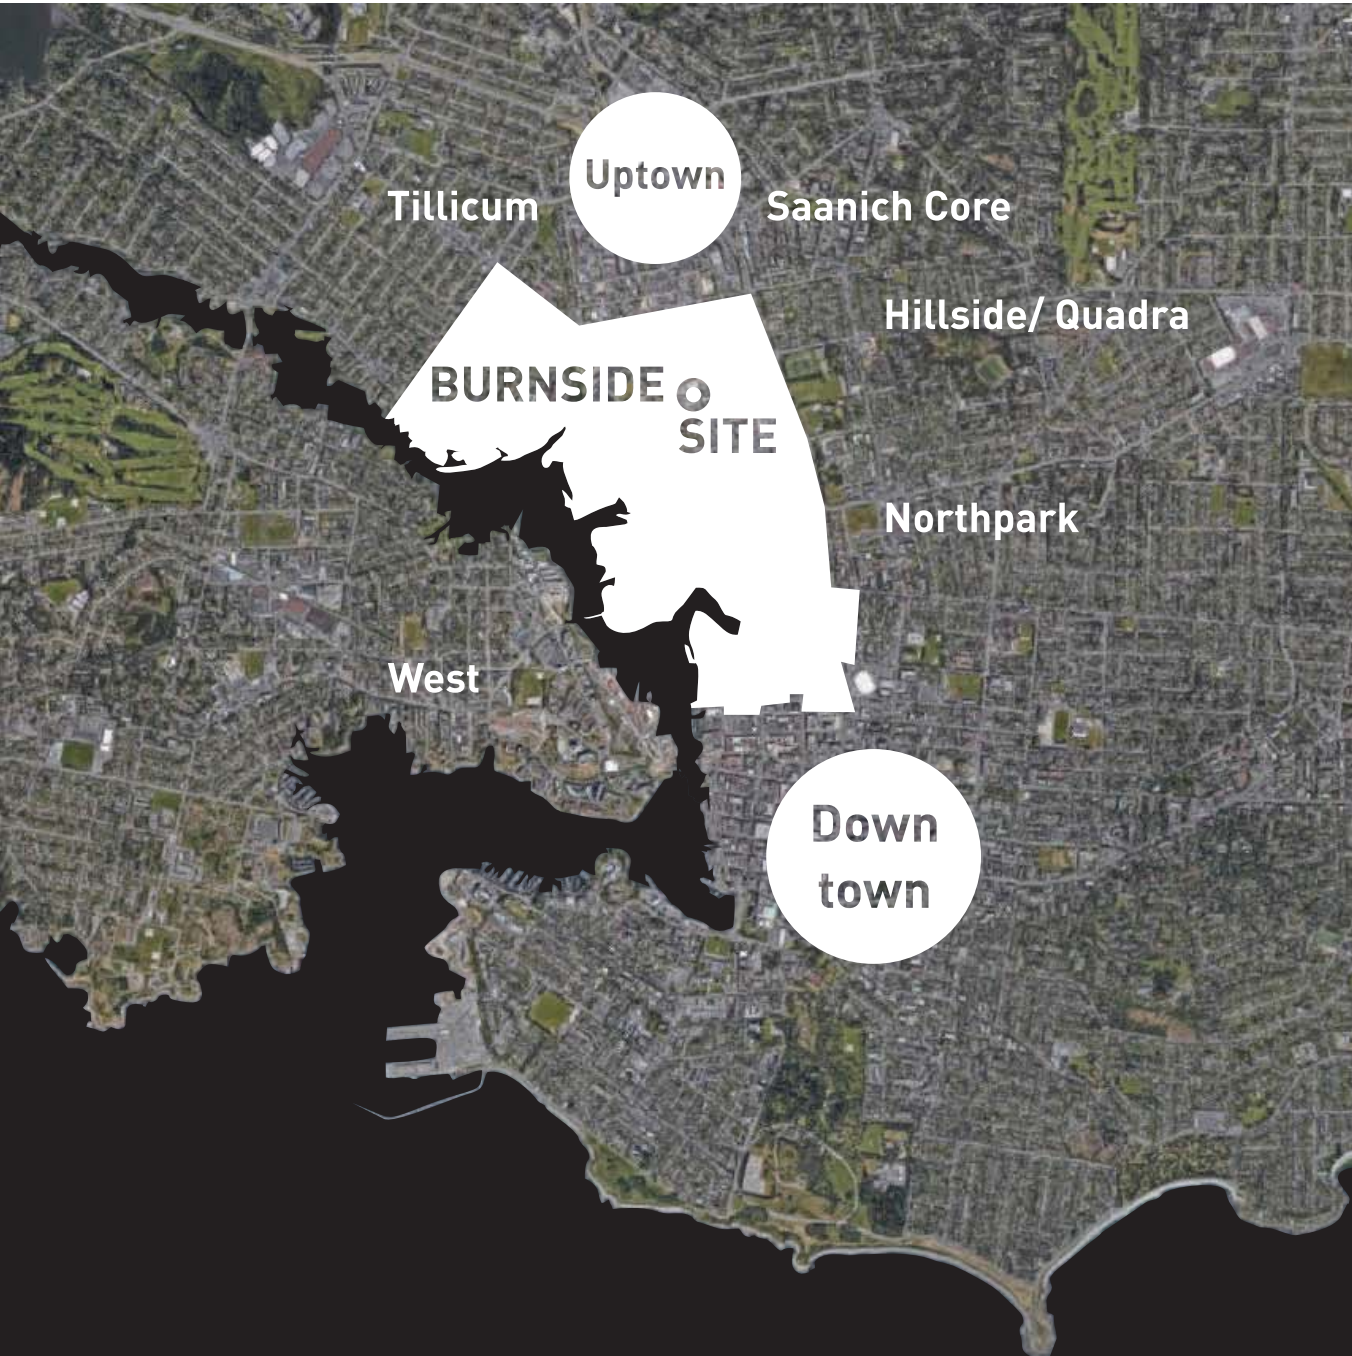 Uptown
Tillicum
Saanich Core
Hillside/ Quadra
BURNSIDE
SITE
Northpark
West
Down
town